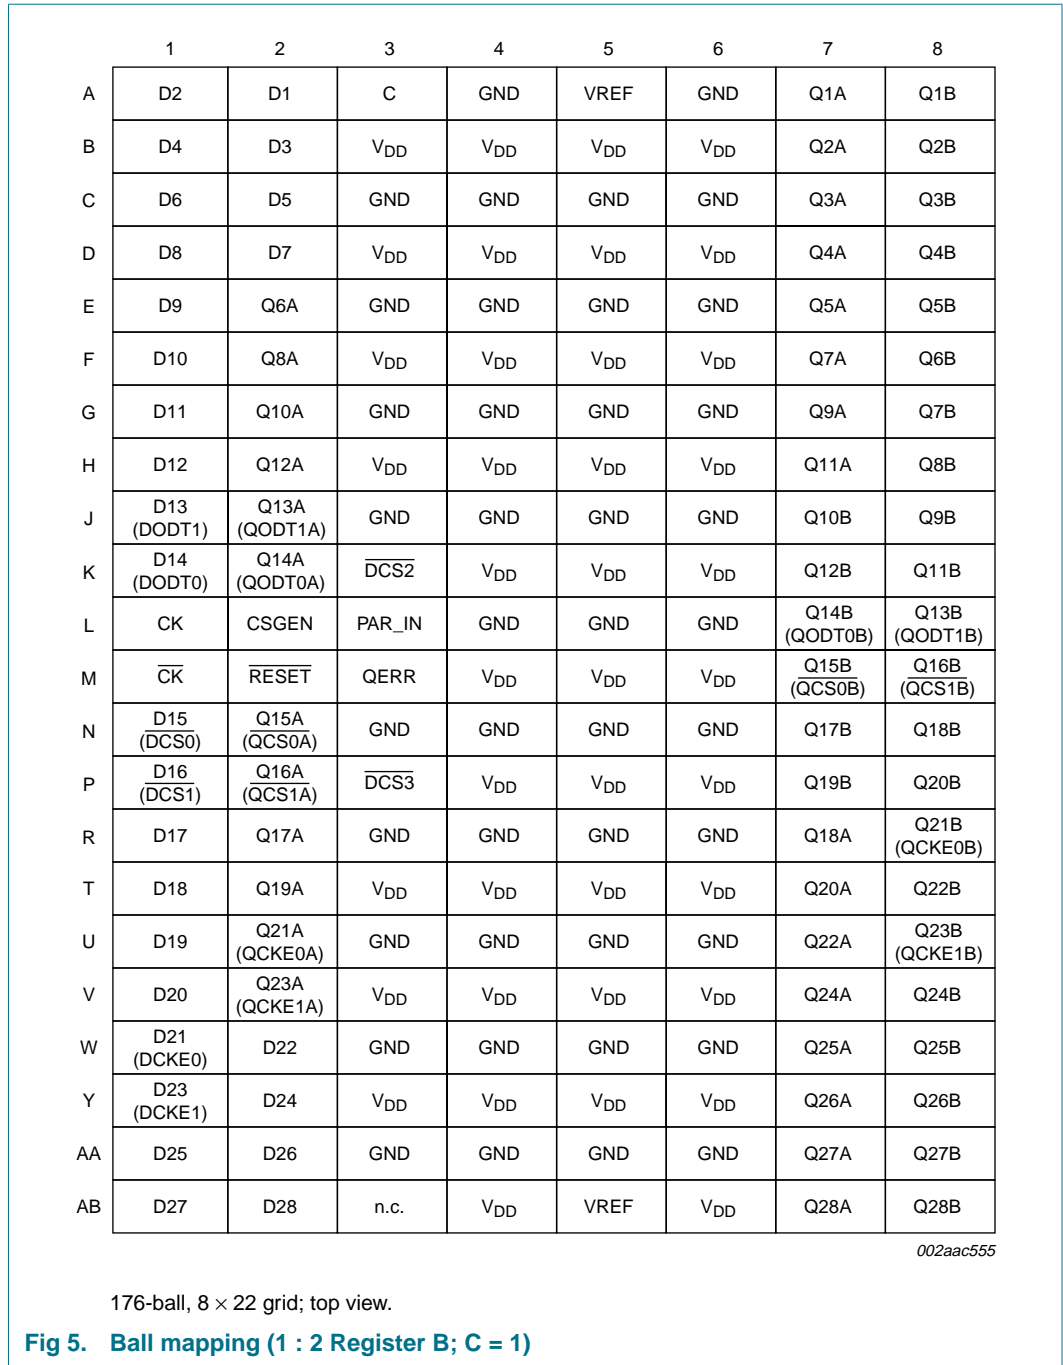 1 2 3 4 5 6 7 8
A D2 D1 C GND VREF GND Q1A Q1B
B D4 D3 VDD VDD VDD VDD Q2A Q2B
C D6 D5 GND GND GND GND Q3A Q3B
D D8 D7 VDD VDD VDD VDD Q4A Q4B
E D9 Q6A GND GND GND GND Q5A Q5B
F D10 Q8A VDD VDD VDD VDD Q7A Q6B
G D11 Q10A GND GND GND GND Q9A Q7B
H D12 Q12A VDD VDD VDD VDD Q11A Q8B
J D13 (DODT1) Q13A (QODT1A) GND GND GND GND Q10B Q9B
K D14 (DODT0) Q14A (QODT0A) DCS2 VDD VDD VDD Q12B Q11B
L CK CSGEN PAR_IN GND GND GND Q14B (QODT0B) Q13B (QODT1B)
M CK RESET QERR VDD VDD VDD Q15B (QCS0B) Q16B (QCS1B)
N D15 (DCS0) Q15A (QCS0A) GND GND GND GND Q17B Q18B
P D16 (DCS1) Q16A (QCS1A) DCS3 VDD VDD VDD Q19B Q20B
R D17 Q17A GND GND GND GND Q18A Q21B (QCKE0B)
T D18 Q19A VDD VDD VDD VDD Q20A Q22B
U D19 Q21A (QCKE0A) GND GND GND GND Q22A Q23B (QCKE1B)
V D20 Q23A (QCKE1A) VDD VDD VDD VDD Q24A Q24B
W D21 (DCKE0) D22 GND GND GND GND Q25A Q25B
Y D23 (DCKE1) D24 VDD VDD VDD VDD Q26A Q26B
AA D25 D26 GND GND GND GND Q27A Q27B
AB D27 D28 n.c. VDD VREF VDD Q28A Q28B
002aac555
176-ball, 8 × 22 grid; top view.
Fig 5. Ball mapping (1 : 2 Register B; C = 1)